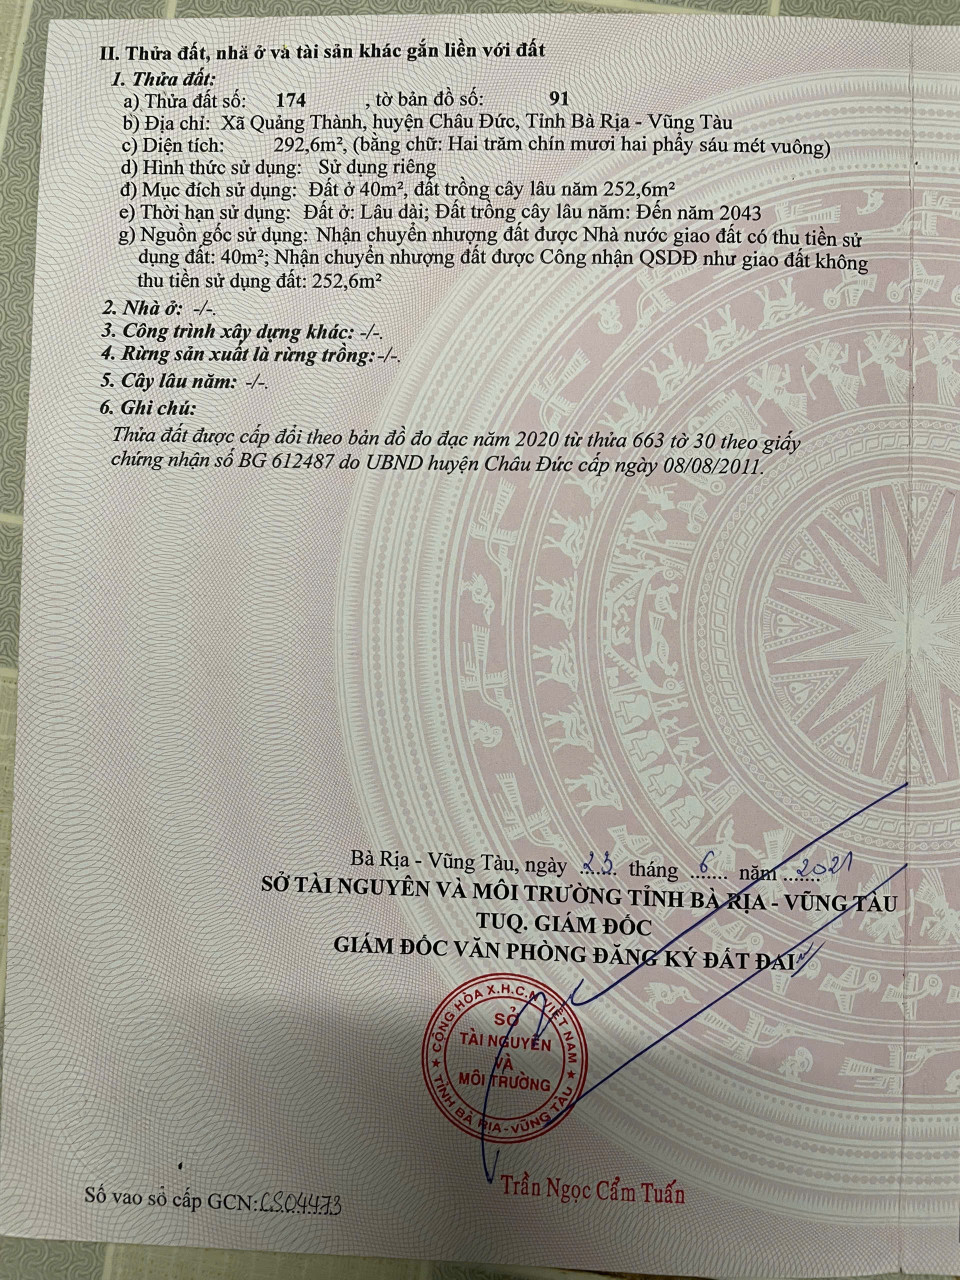 II. Thửa đất, nhà ở và tài sản khác gắn liền với đất
1. Thửa đất:
a) Thửa đất số: 174 , tờ bản đồ số: 91
b) Địa chỉ: Xã Quảng Thành, huyện Châu Đức, Tỉnh Bà Rịa - Vũng Tàu
c) Diện tích: 292,6m², (bằng chữ: Hai trăm chín mươi hai phẩy sáu mét vuông)
d) Hình thức sử dụng: Sử dụng riêng
đ) Mục đích sử dụng: Đất ở 40m², đất trồng cây lâu năm 252,6m²
e) Thời hạn sử dụng: Đất ở: Lâu dài; Đất trồng cây lâu năm: Đến năm 2043
g) Nguồn gốc sử dụng: Nhận chuyển nhượng đất được Nhà nước giao đất có thu tiền sử
dụng đất: 40m²; Nhận chuyển nhượng đất được Công nhận QSDĐ như giao đất không
thu tiền sử dụng đất: 252,6m²
2. Nhà ở: -/-.
3. Công trình xây dựng khác: -/-.
4. Rừng sản xuất là rừng trồng: -/-.
5. Cây lâu năm: -/-.
6. Ghi chú:
Thửa đất được cấp đổi theo bản đồ đo đạc năm 2020 từ thửa 663 tờ 30 theo giấy
chứng nhận số BG 612487 do UBND huyện Châu Đức cấp ngày 08/08/2011.
Bà Rịa - Vũng Tàu, ngày 23 tháng 6 năm 2021
SỞ TÀI NGUYÊN VÀ MÔI TRƯỜNG TỈNH BÀ RỊA - VŨNG TÀU
TUQ. GIÁM ĐỐC
GIÁM ĐỐC VĂN PHÒNG ĐĂNG KÝ ĐẤT ĐAI
CỘNG HÒA X.H.C.N VIỆT NAM
SỞ
TÀI NGUYÊN
VÀ
MÔI TRƯỜNG
TỈNH BÀ RỊA - VŨNG TÀU
Trần Ngọc Cẩm Tuấn
Số vào sổ cấp GCN: CS04473